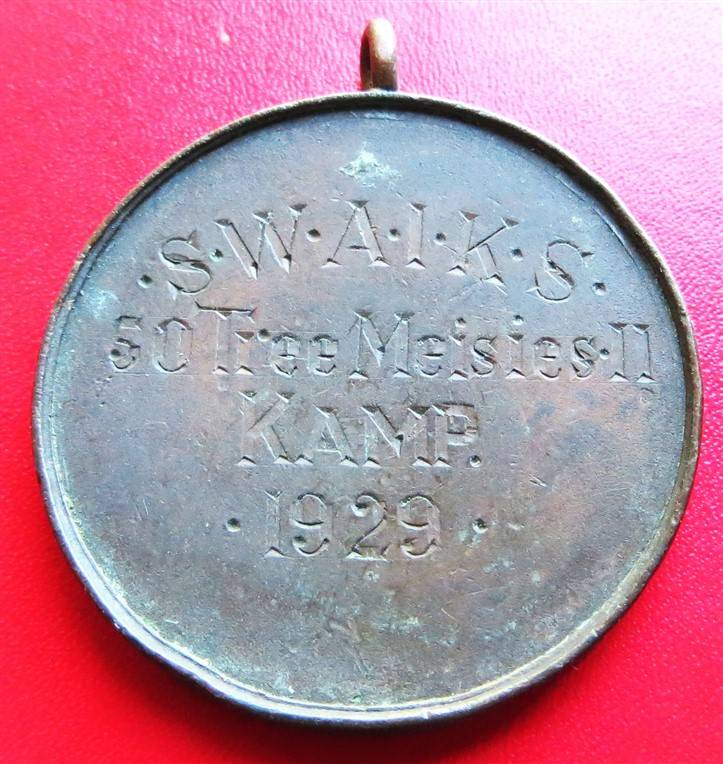 ·S·W·A·I·K·S·
50 Tree Meisies·II
KAMP.
·1929·